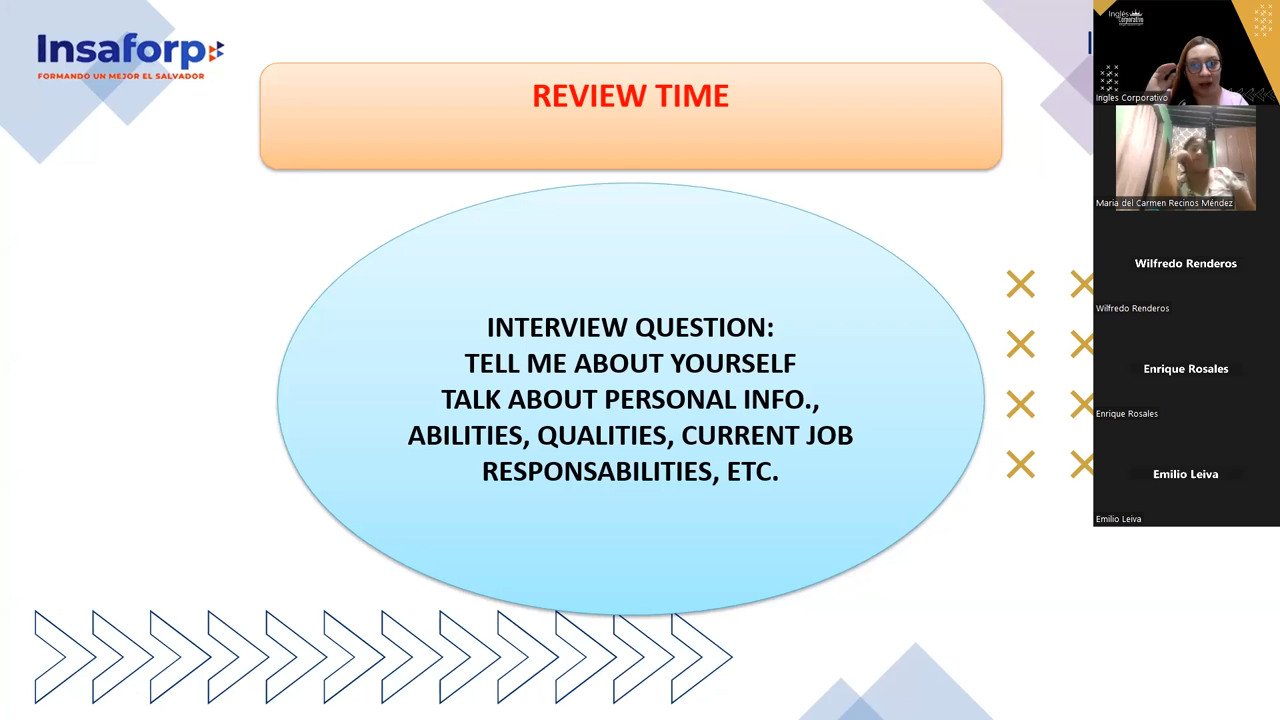 Insaforp
FORMANDO UN MEJOR EL SALVADOR
REVIEW TIME
INTERVIEW QUESTION:
TELL ME ABOUT YOURSELF
TALK ABOUT PERSONAL INFO.,
ABILITIES, QUALITIES, CURRENT JOB
RESPONSABILITIES, ETC.
Inglés
Corporativo
Ingles Corporativo
Maria del Carmen Recinos Méndez
Wilfredo Renderos
Wilfredo Renderos
Enrique Rosales
Enrique Rosales
Emilio Leiva
Emilio Leiva